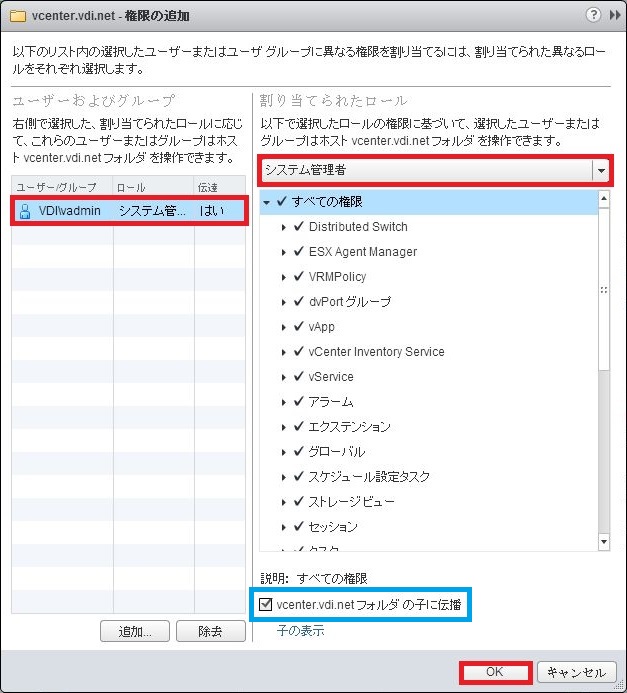 vcenter.vdi.net - 権限の追加
以下のリスト内の選択したユーザーまたはユーザ グループに異なる権限を割り当てるには、割り当てられた異なるロー
ルをそれぞれ選択します。
ユーザーおよびグループ
右側で選択した、割り当てられたロールに応じ
て、これらのユーザーまたはグループはホス
ト vcenter.vdi.net フォルダ を操作できます。
ユーザー/グループ ロール 伝達
VDI\vadmin システム管... はい
追加... 除去
割り当てられたロール
以下で選択したロールの権限に基づいて、選択したユーザーまたは
グループはホスト vcenter.vdi.net フォルダ を操作できます。
システム管理者
すべての権限
Distributed Switch
ESX Agent Manager
VRMPolicy
dvPort グループ
vApp
vCenter Inventory Service
vService
アラーム
エクステンション
グローバル
スケジュール設定タスク
ストレージ ビュー
セッション
タスク
説明: すべての権限
vcenter.vdi.net フォルダ の子に伝播
子の表示
OK キャンセル